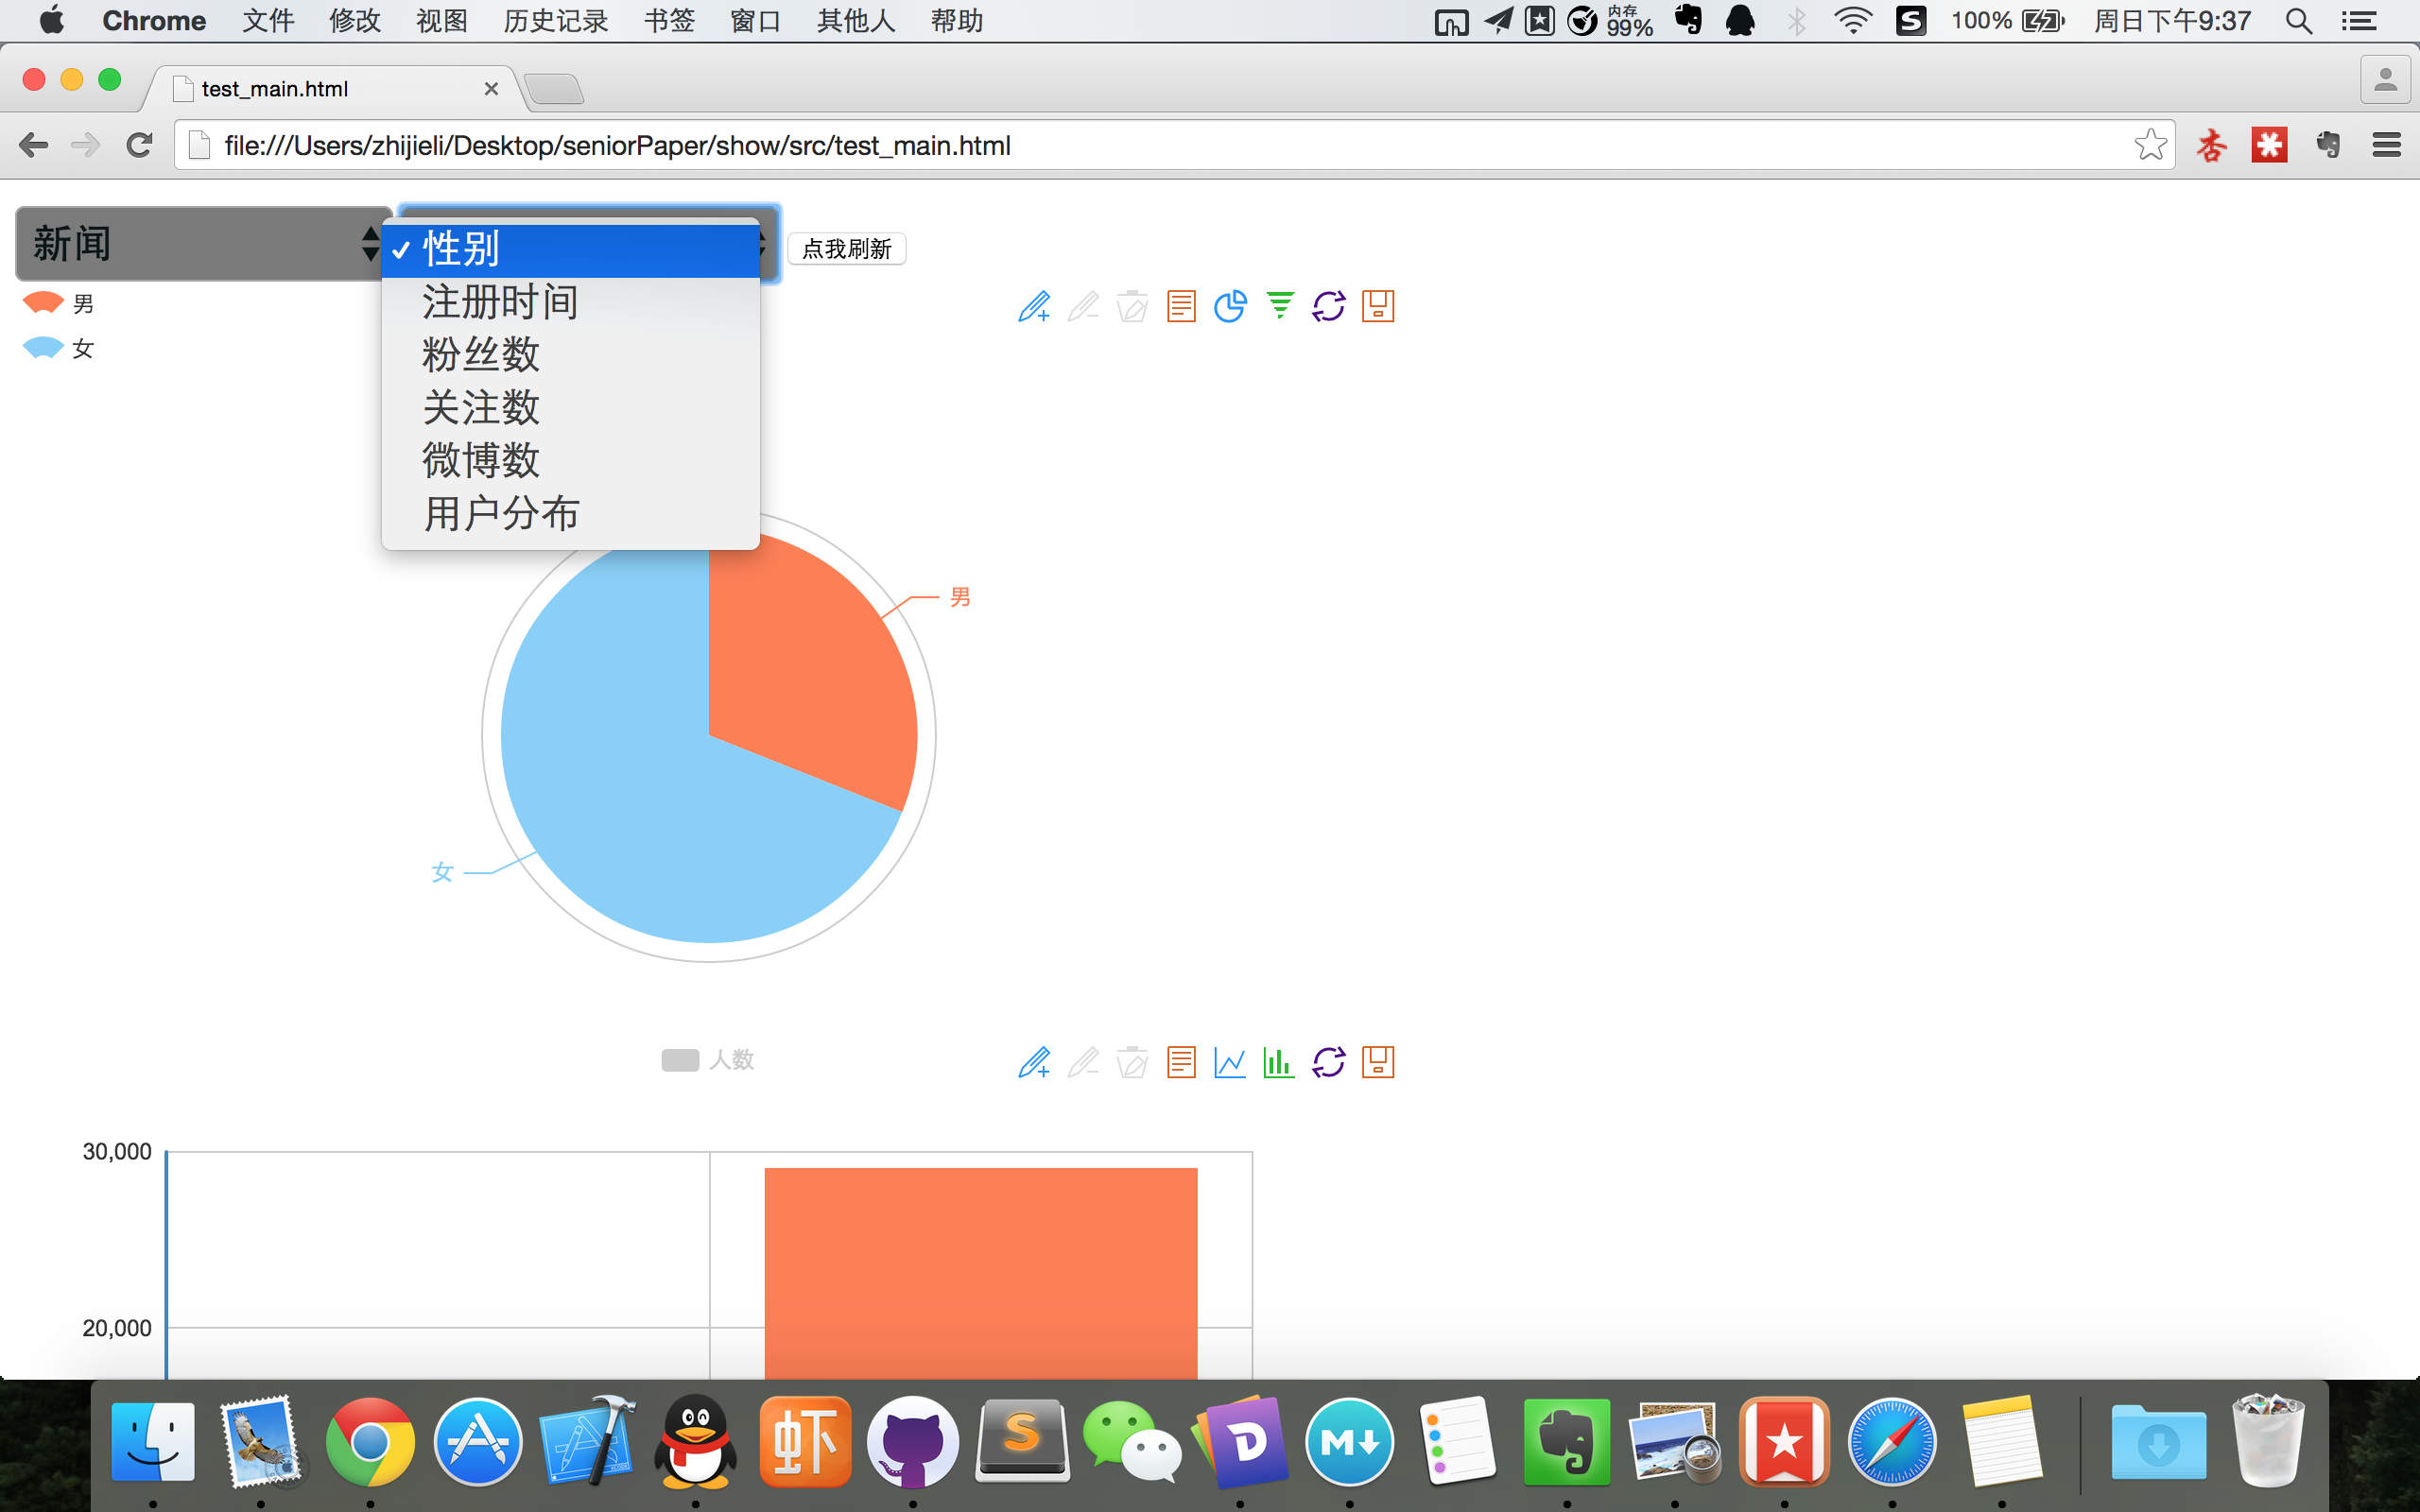 Chrome 文件 修改 视图 历史记录 书签 窗口 其他人 帮助 内存 99% S 100% 周日下午9:37
test_main.html
file:///Users/zhijieli/Desktop/seniorPaper/show/src/test_main.html 杏
新闻
性别
点我刷新
注册时间
粉丝数
关注数
微博数
用户分布
男
女
男
女
人数
30,000
20,000
虾 S D M